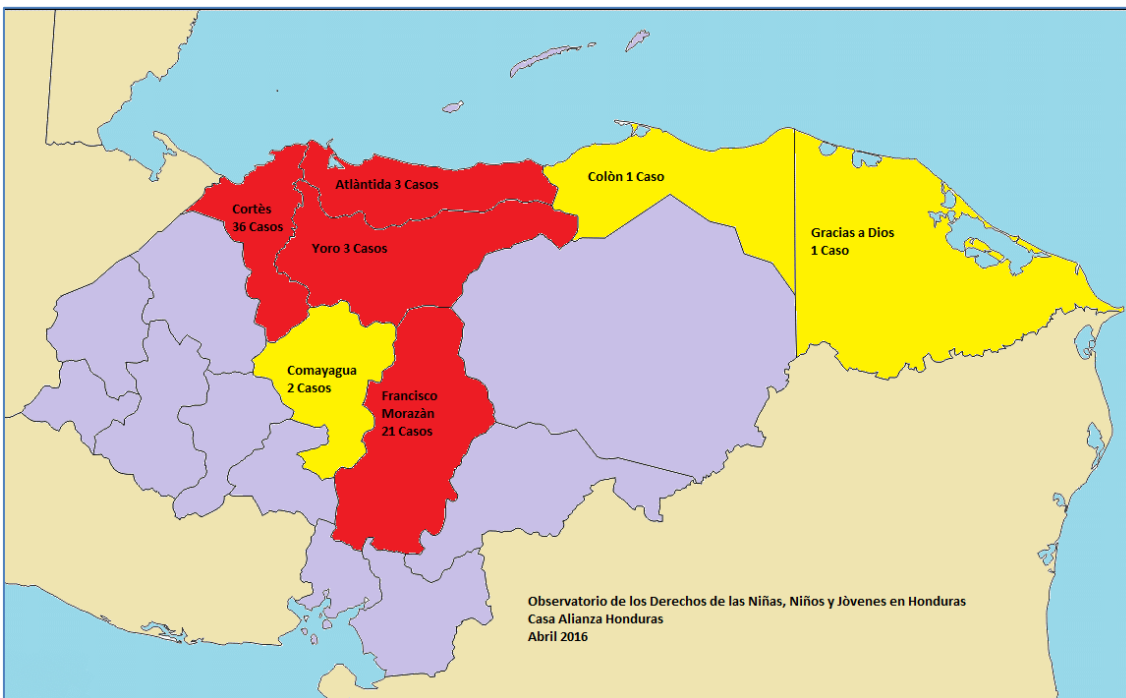 Atlàntida 3 Casos
Colòn 1 Caso
Cortès
36 Casos
Yoro 3 Casos
Gracias a Dios
1 Caso
Comayagua
2 Casos
Francisco
Morazàn
21 Casos
Observatorio de los Derechos de las Niñas, Niños y Jòvenes en Honduras
Casa Alianza Honduras
Abril 2016